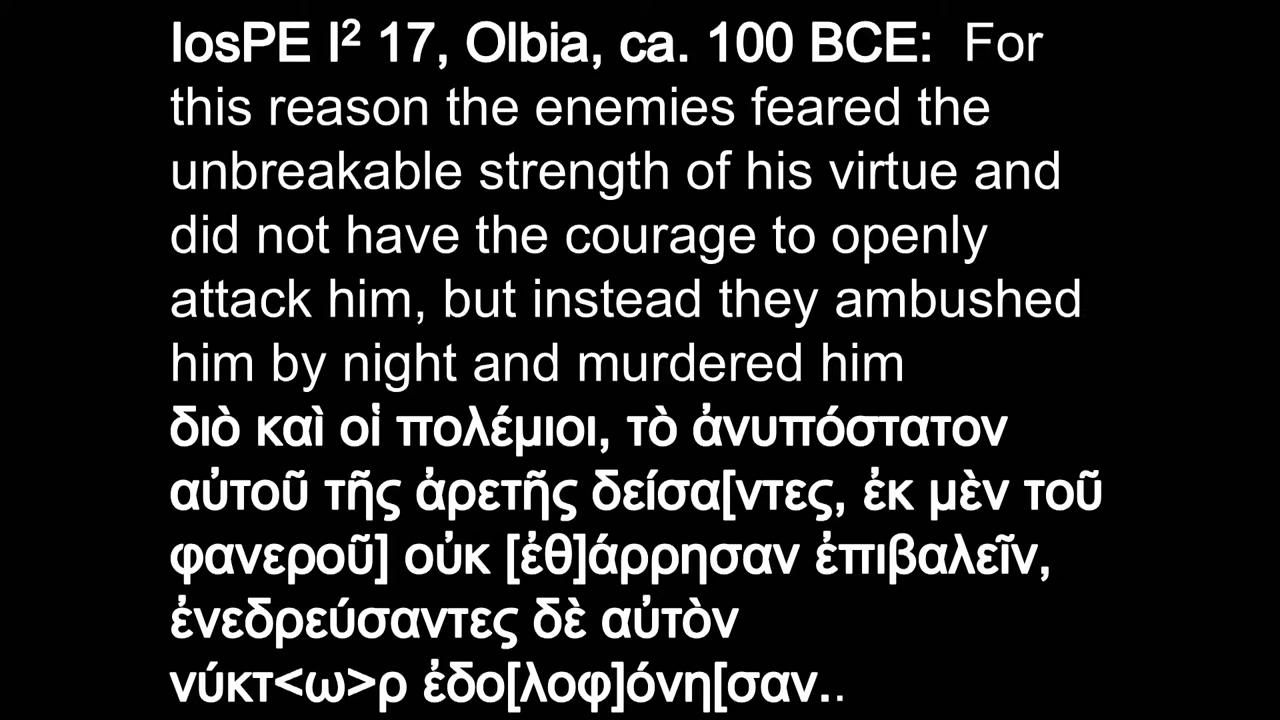 IosPE I² 17, Olbia, ca. 100 BCE: For
this reason the enemies feared the
unbreakable strength of his virtue and
did not have the courage to openly
attack him, but instead they ambushed
him by night and murdered him
διὸ καὶ οἱ πολέμιοι, τὸ ἀνυπόστατον
αὐτοῦ τῆς ἀρετῆς δείσα[ντες, ἐκ μὲν τοῦ
φανεροῦ] οὐκ [ἐθ]άρρησαν ἐπιβαλεῖν,
ἐνεδρεύσαντες δὲ αὐτὸν
νύκτ<ω>ρ ἐδο[λοφ]όνη[σαν..